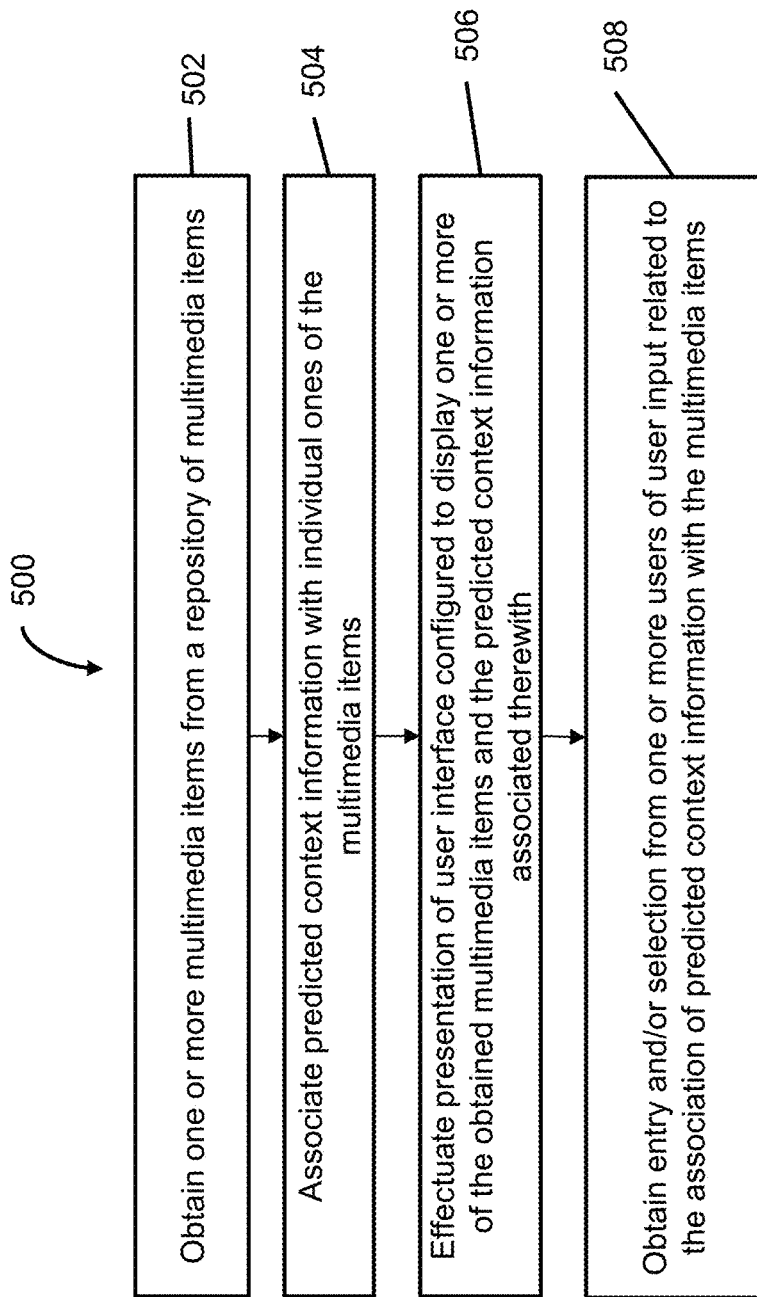 500
502
Obtain one or more multimedia items from a repository of multimedia items
504
Associate predicted context information with individual ones of the
multimedia items
506
Effectuate presentation of user interface configured to display one or more
of the obtained multimedia items and the predicted context information
associated therewith
508
Obtain entry and/or selection from one or more users of user input related to
the association of predicted context information with the multimedia items